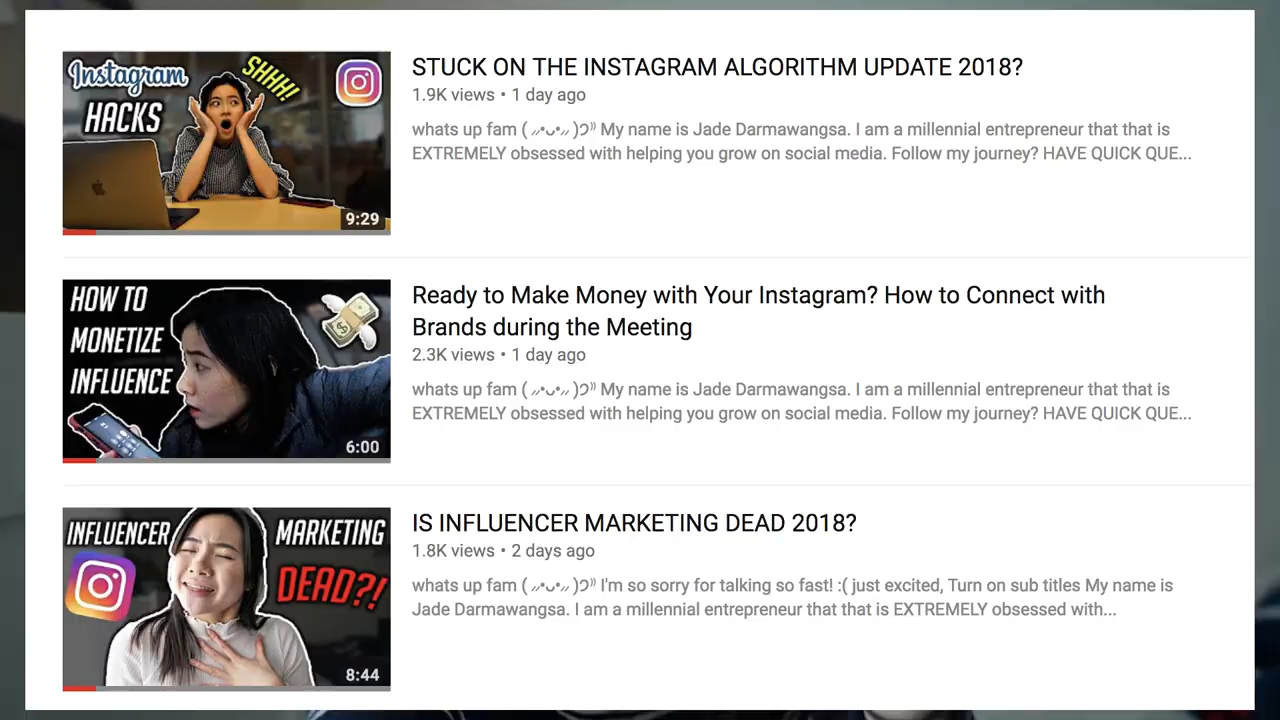 Instagram
HACKS
SHHH!
9:29
STUCK ON THE INSTAGRAM ALGORITHM UPDATE 2018?
1.9K views • 1 day ago
whats up fam ( ⸝⸝•ᴗ•⸝⸝ )੭⁾⁾ My name is Jade Darmawangsa. I am a millennial entrepreneur that that is
EXTREMELY obsessed with helping you grow on social media. Follow my journey? HAVE QUICK QUE...
HOW TO
MONETIZE
INFLUENCE
6:00
Ready to Make Money with Your Instagram? How to Connect with
Brands during the Meeting
2.3K views • 1 day ago
whats up fam ( ⸝⸝•ᴗ•⸝⸝ )੭⁾⁾ My name is Jade Darmawangsa. I am a millennial entrepreneur that that is
EXTREMELY obsessed with helping you grow on social media. Follow my journey? HAVE QUICK QUE...
INFLUENCER MARKETING
DEAD?!
8:44
IS INFLUENCER MARKETING DEAD 2018?
1.8K views • 2 days ago
whats up fam ( ⸝⸝•ᴗ•⸝⸝ )੭⁾⁾ I'm so sorry for talking so fast! :( just excited, Turn on sub titles My name is
Jade Darmawangsa. I am a millennial entrepreneur that that is EXTREMELY obsessed with...